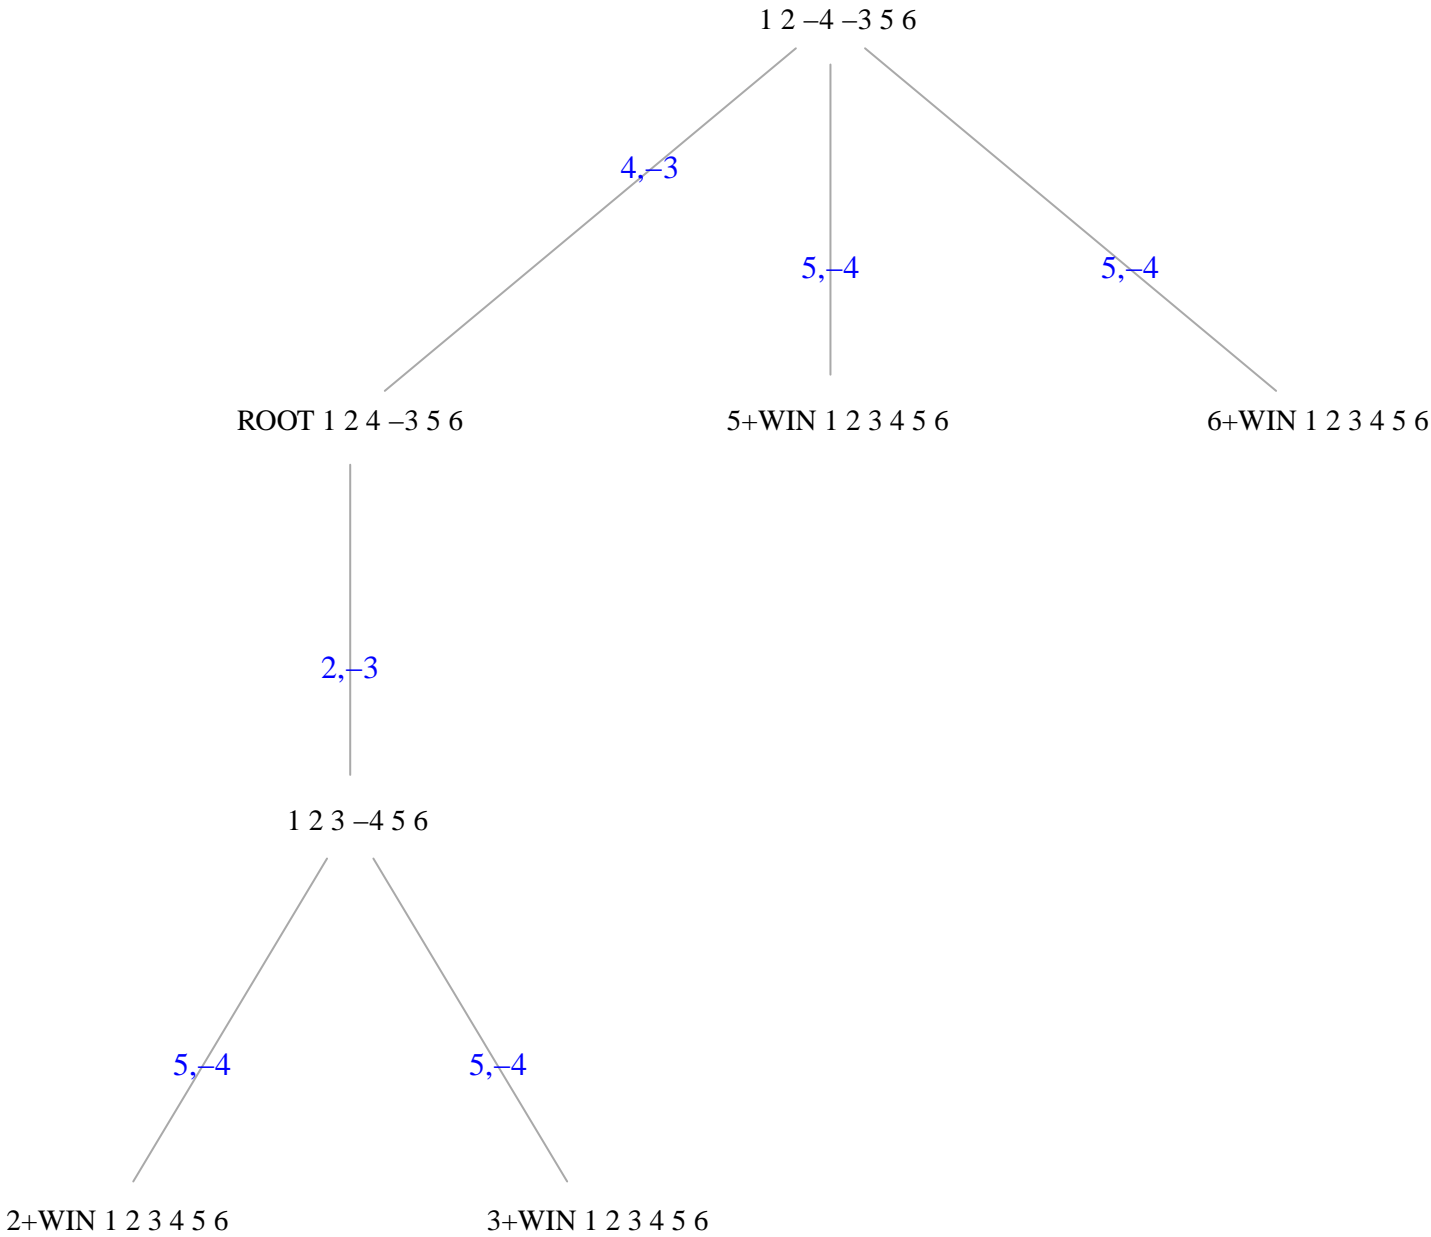 1 2 –4 –3 5 6
4,–3
5,–4
5,–4
ROOT 1 2 4 –3 5 6
5+WIN 1 2 3 4 5 6
6+WIN 1 2 3 4 5 6
2,–3
1 2 3 –4 5 6
5,–4
5,–4
2+WIN 1 2 3 4 5 6
3+WIN 1 2 3 4 5 6